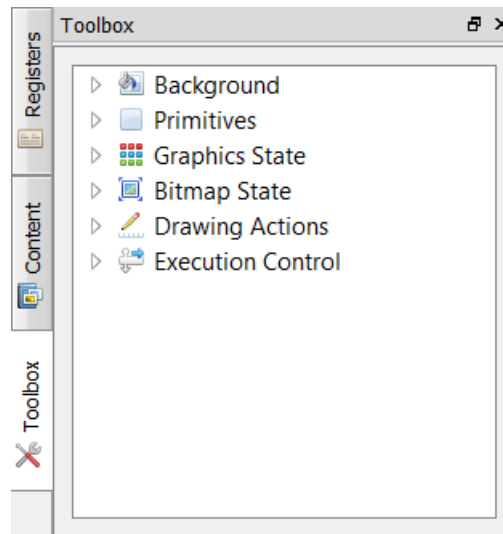 Toolbox
Registers
Content
Toolbox
Background
Primitives
Graphics State
Bitmap State
Drawing Actions
Execution Control